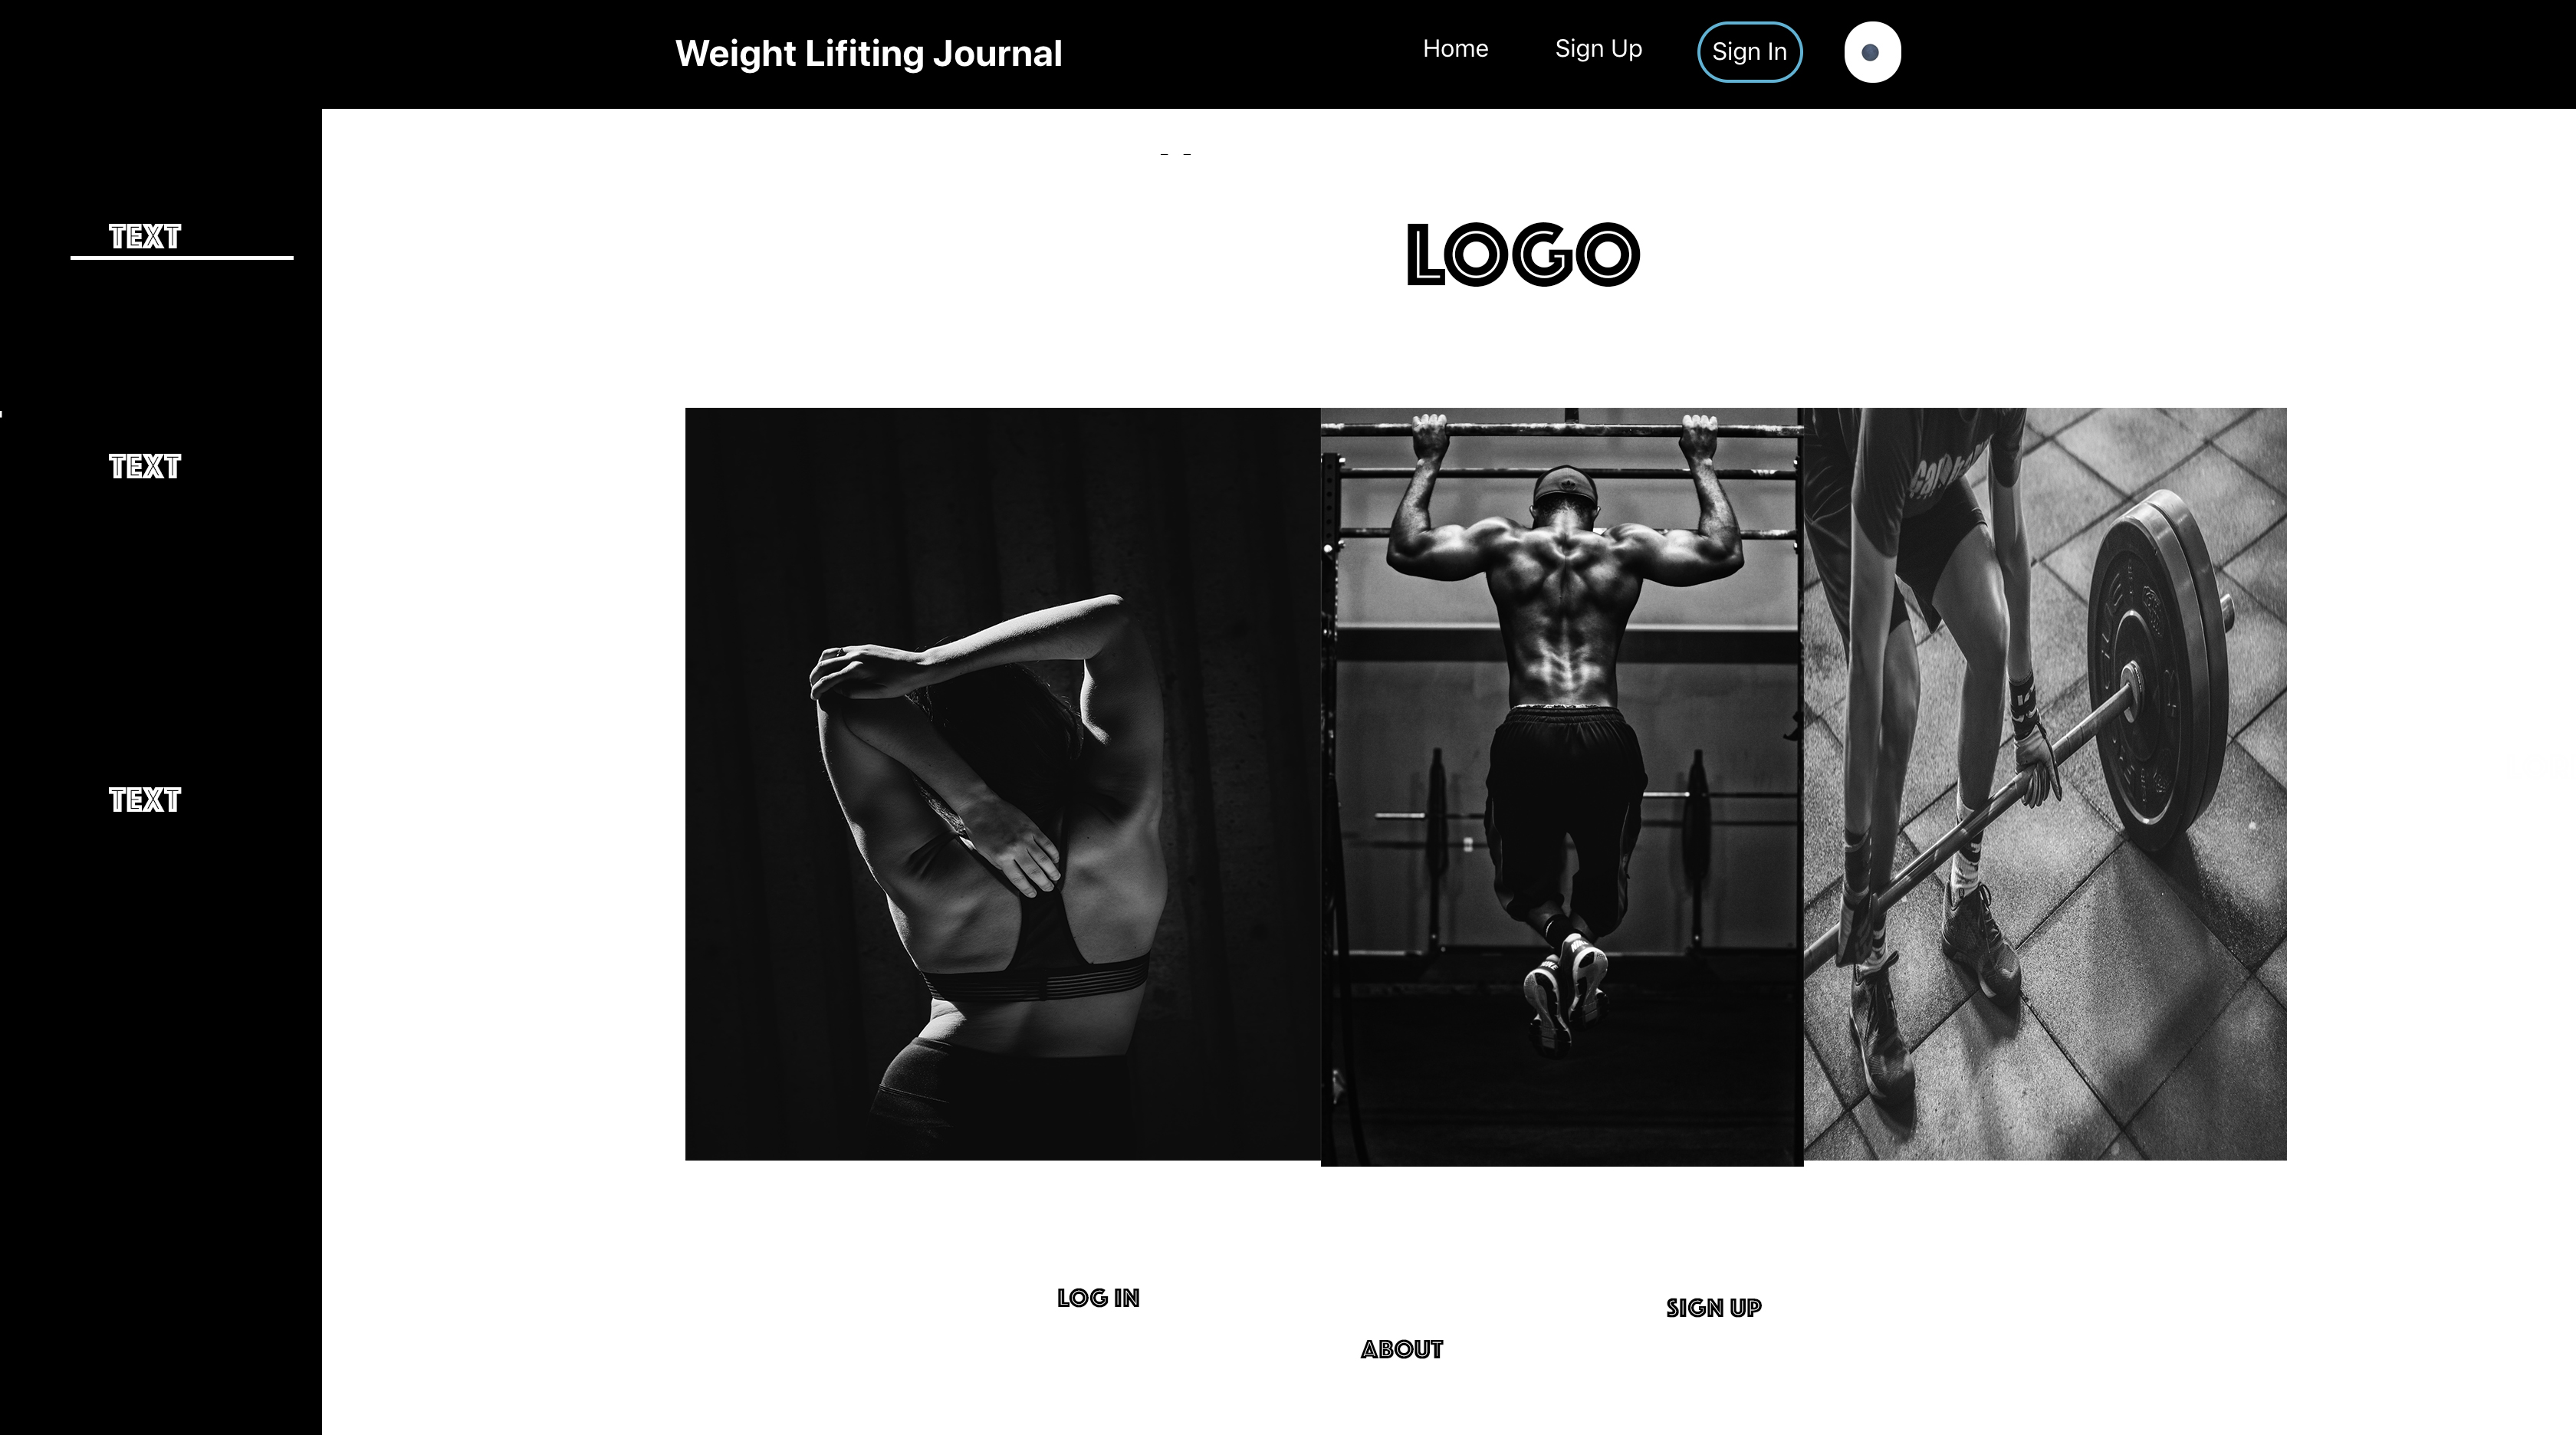 Weight Lifiting Journal
Home
Sign Up
Sign In
TEXT
LOGO
TEXT
TEXT
LOG IN
SIGN UP
ABOUT